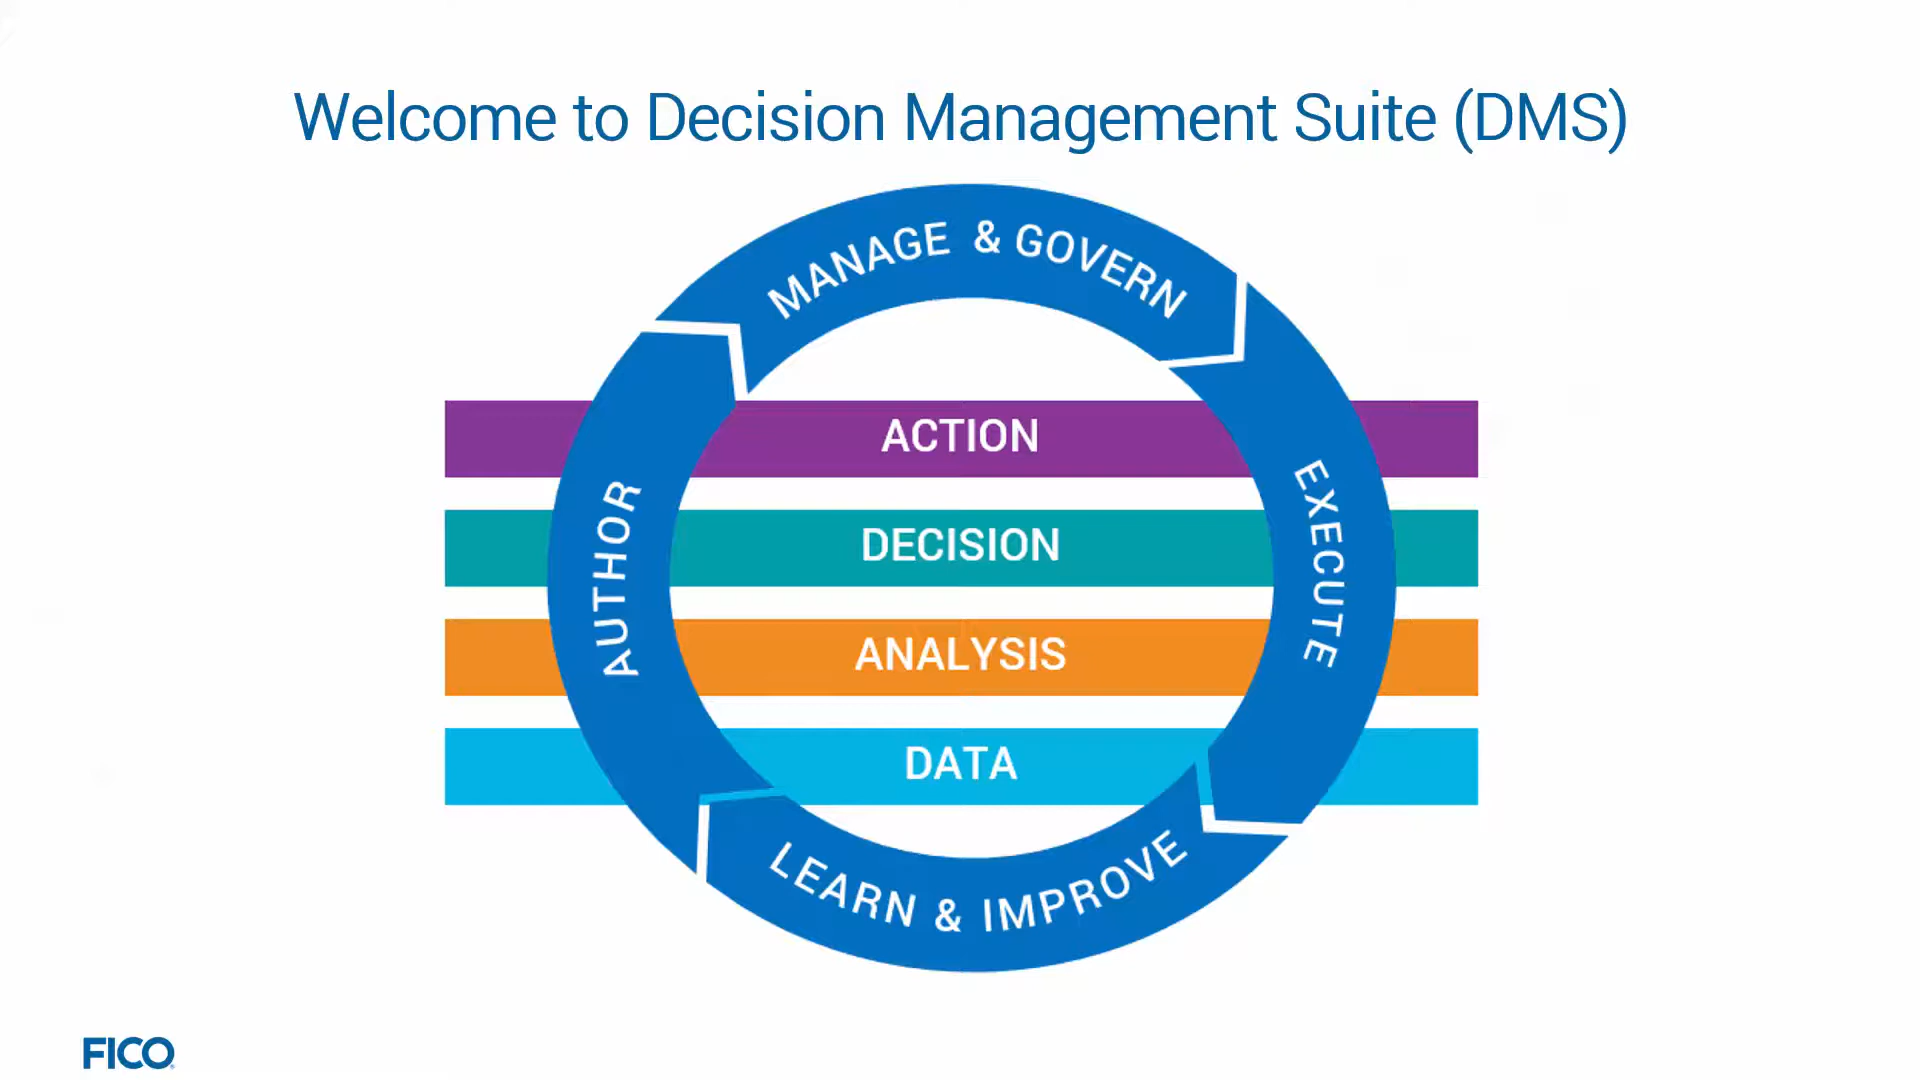 Welcome to Decision Management Suite (DMS)
MANAGE & GOVERN
ACTION
DECISION
ANALYSIS
DATA
AUTHOR
EXECUTE
LEARN & IMPROVE
FICO